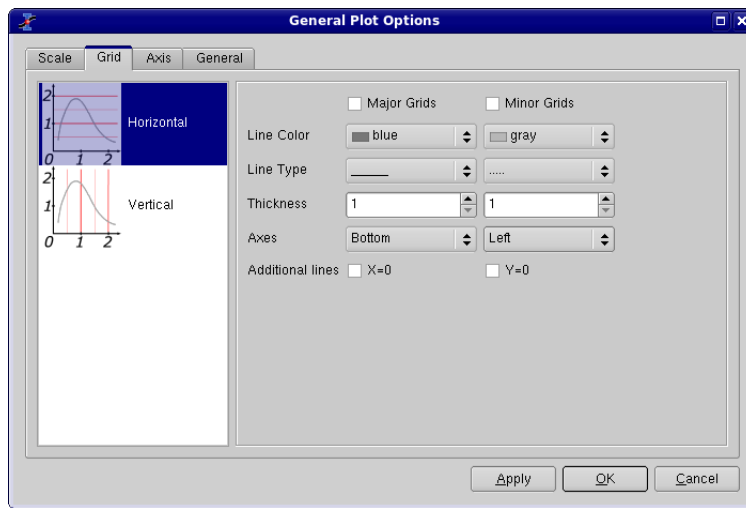 General Plot Options
Scale Grid Axis General
2
1
0 1 2
Horizontal
2
1
0 1 2
Vertical
Major Grids Minor Grids
Line Color blue gray
Line Type
Thickness 1 1
Axes Bottom Left
Additional lines X=0 Y=0
Apply OK Cancel